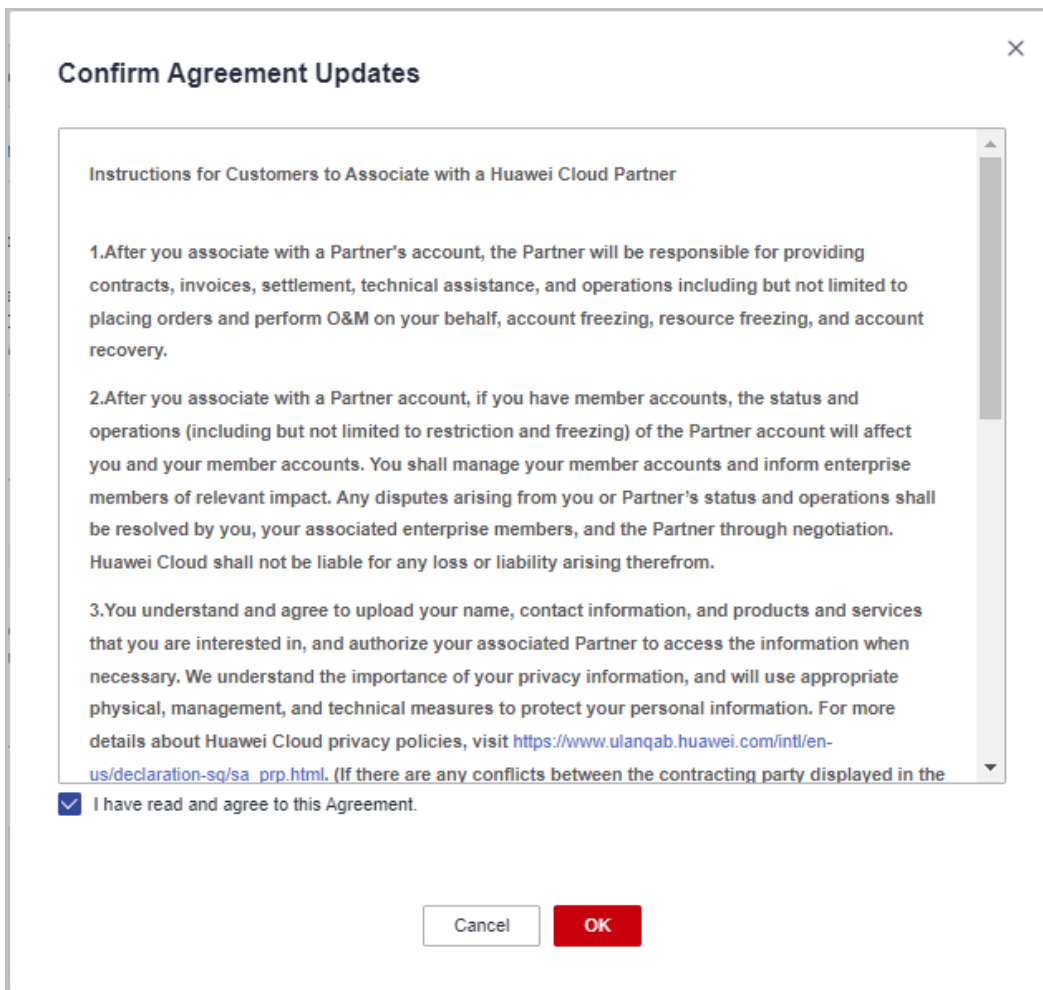 Confirm Agreement Updates
Instructions for Customers to Associate with a Huawei Cloud Partner
1.After you associate with a Partner's account, the Partner will be responsible for providing
contracts, invoices, settlement, technical assistance, and operations including but not limited to
placing orders and perform O&M on your behalf, account freezing, resource freezing, and account
recovery.
2.After you associate with a Partner account, if you have member accounts, the status and
operations (including but not limited to restriction and freezing) of the Partner account will affect
you and your member accounts. You shall manage your member accounts and inform enterprise
members of relevant impact. Any disputes arising from you or Partner’s status and operations shall
be resolved by you, your associated enterprise members, and the Partner through negotiation.
Huawei Cloud shall not be liable for any loss or liability arising therefrom.
3.You understand and agree to upload your name, contact information, and products and services
that you are interested in, and authorize your associated Partner to access the information when
necessary. We understand the importance of your privacy information, and will use appropriate
physical, management, and technical measures to protect your personal information. For more
details about Huawei Cloud privacy policies, visit https://www.ulanqab.huawei.com/intl/en-
us/declaration-sq/sa_prp.html. (If there are any conflicts between the contracting party displayed in the
I have read and agree to this Agreement.
Cancel
OK